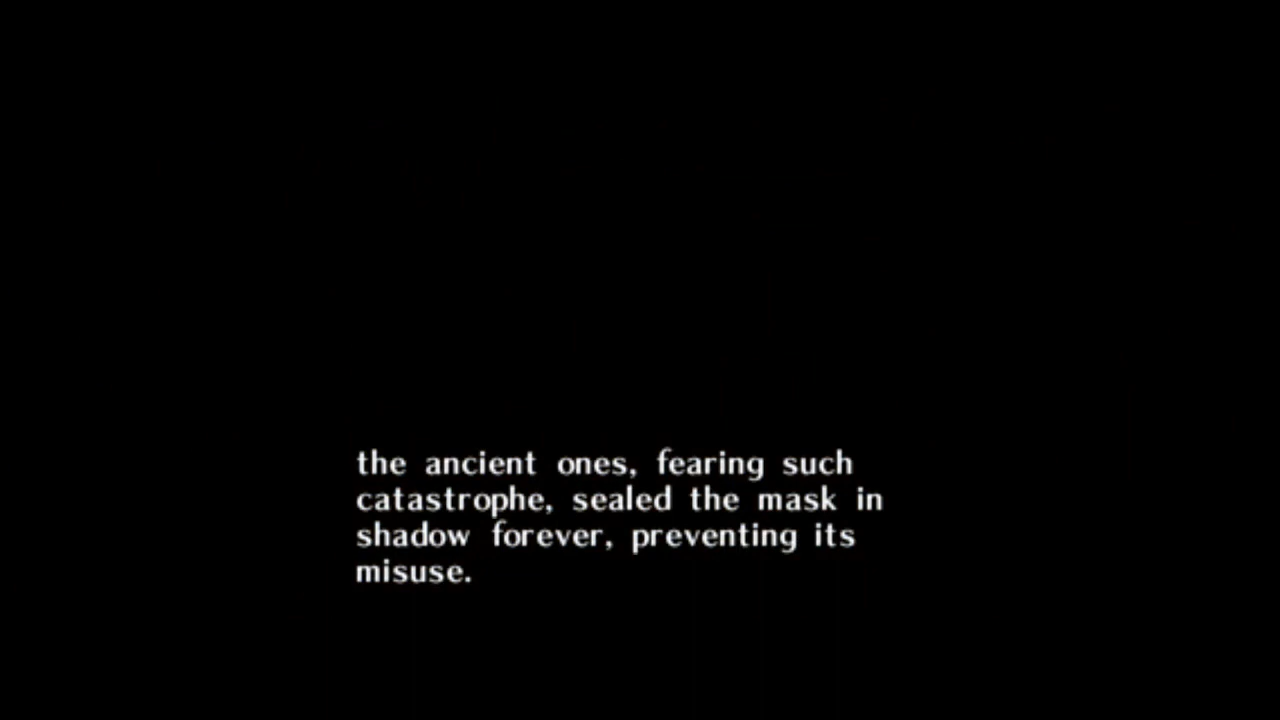 the ancient ones, fearing such
catastrophe, sealed the mask in
shadow forever, preventing its
misuse.